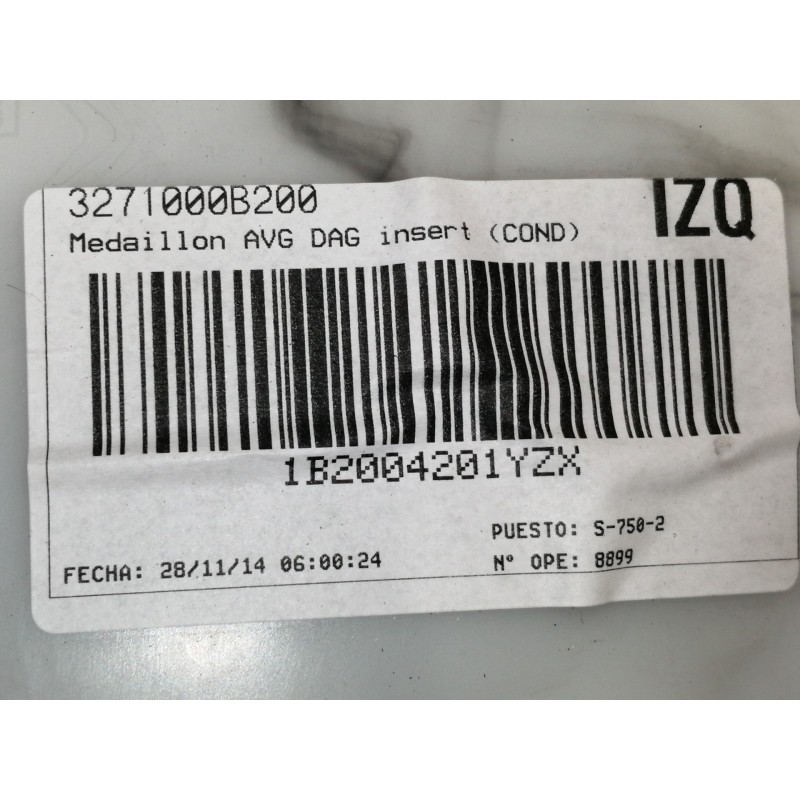 3271000B200 IZQ
Medaillon AVG DAG insert (COND)
1B2004201YZX
PUESTO: S-750-2
FECHA: 28/11/14 06:00:24 Nº OPE: 8899